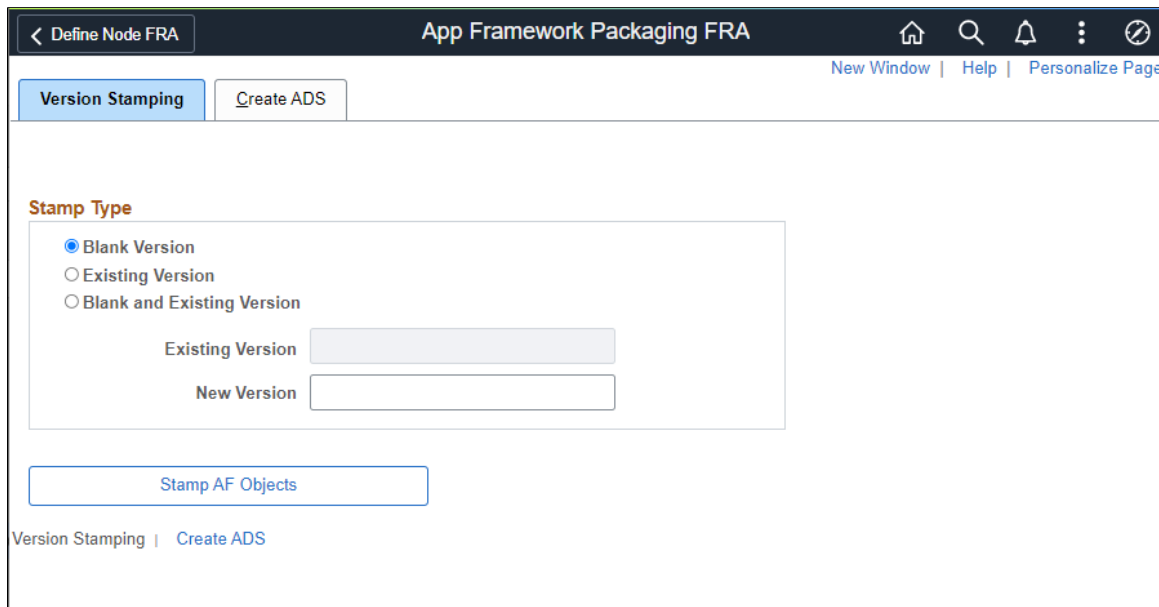 Define Node FRA
App Framework Packaging FRA
New Window | Help | Personalize Page
Version Stamping
Create ADS
Stamp Type
Blank Version
Existing Version
Blank and Existing Version
Existing Version
New Version
Stamp AF Objects
Version Stamping | Create ADS